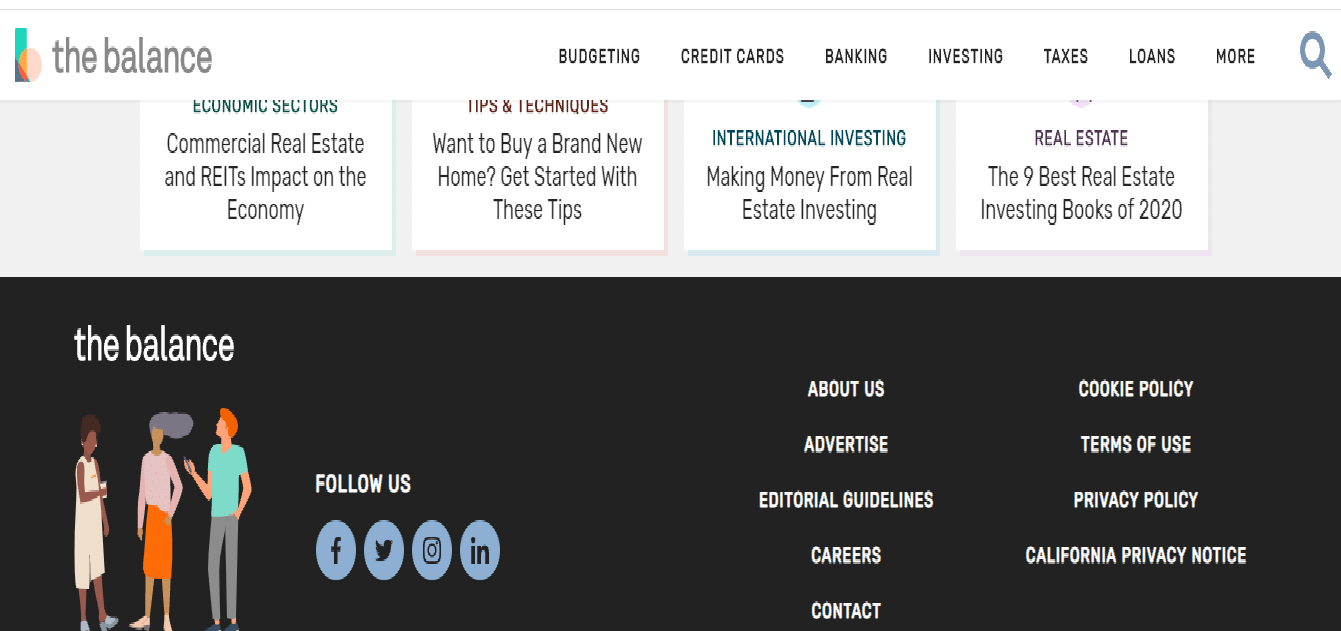 the balance
BUDGETING CREDIT CARDS BANKING INVESTING TAXES LOANS MORE
ECONOMIC SECTORS
Commercial Real Estate
and REITs Impact on the
Economy
TIPS & TECHNIQUES
Want to Buy a Brand New
Home? Get Started With
These Tips
INTERNATIONAL INVESTING
Making Money From Real
Estate Investing
REAL ESTATE
The 9 Best Real Estate
Investing Books of 2020
the balance
FOLLOW US
ABOUT US
ADVERTISE
EDITORIAL GUIDELINES
CAREERS
CONTACT
COOKIE POLICY
TERMS OF USE
PRIVACY POLICY
CALIFORNIA PRIVACY NOTICE